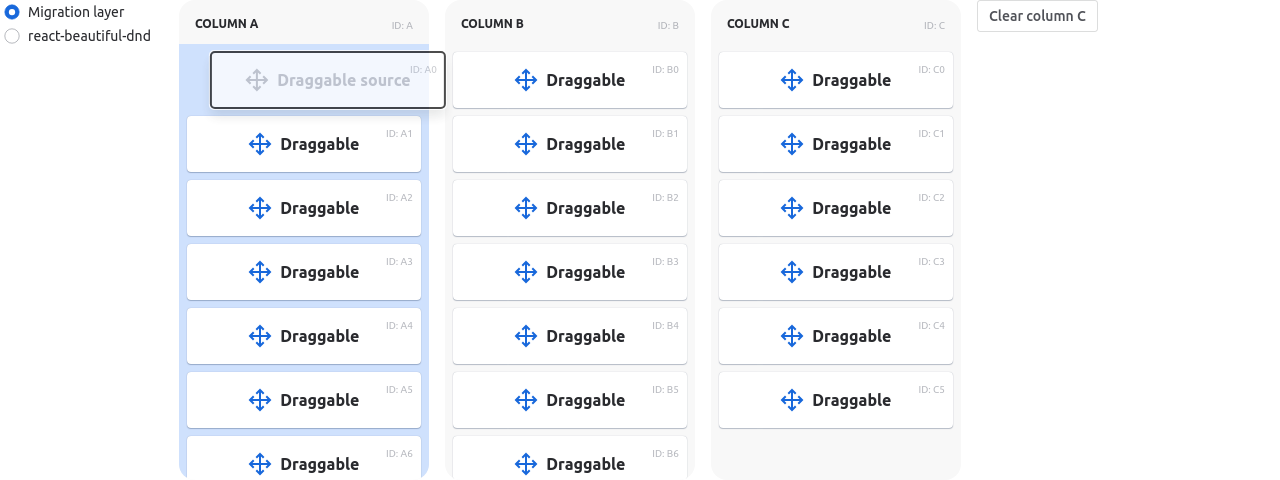 Migration layer
react-beautiful-dnd
COLUMN A
ID: A
Draggable source
ID: A0
Draggable
ID: A1
Draggable
ID: A2
Draggable
ID: A3
Draggable
ID: A4
Draggable
ID: A5
Draggable
ID: A6
COLUMN B
ID: B
Draggable
ID: B0
Draggable
ID: B1
Draggable
ID: B2
Draggable
ID: B3
Draggable
ID: B4
Draggable
ID: B5
Draggable
ID: B6
COLUMN C
ID: C
Draggable
ID: C0
Draggable
ID: C1
Draggable
ID: C2
Draggable
ID: C3
Draggable
ID: C4
Draggable
ID: C5
Clear column C